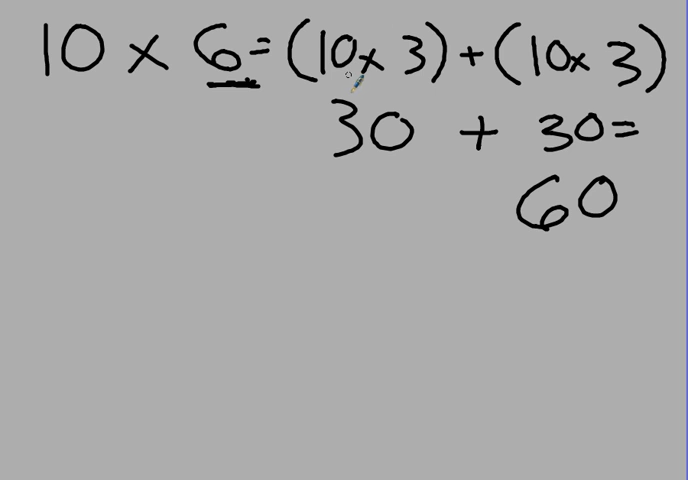 10 x 6 = (10 x 3) + (10 x 3)
30 + 30 =
60